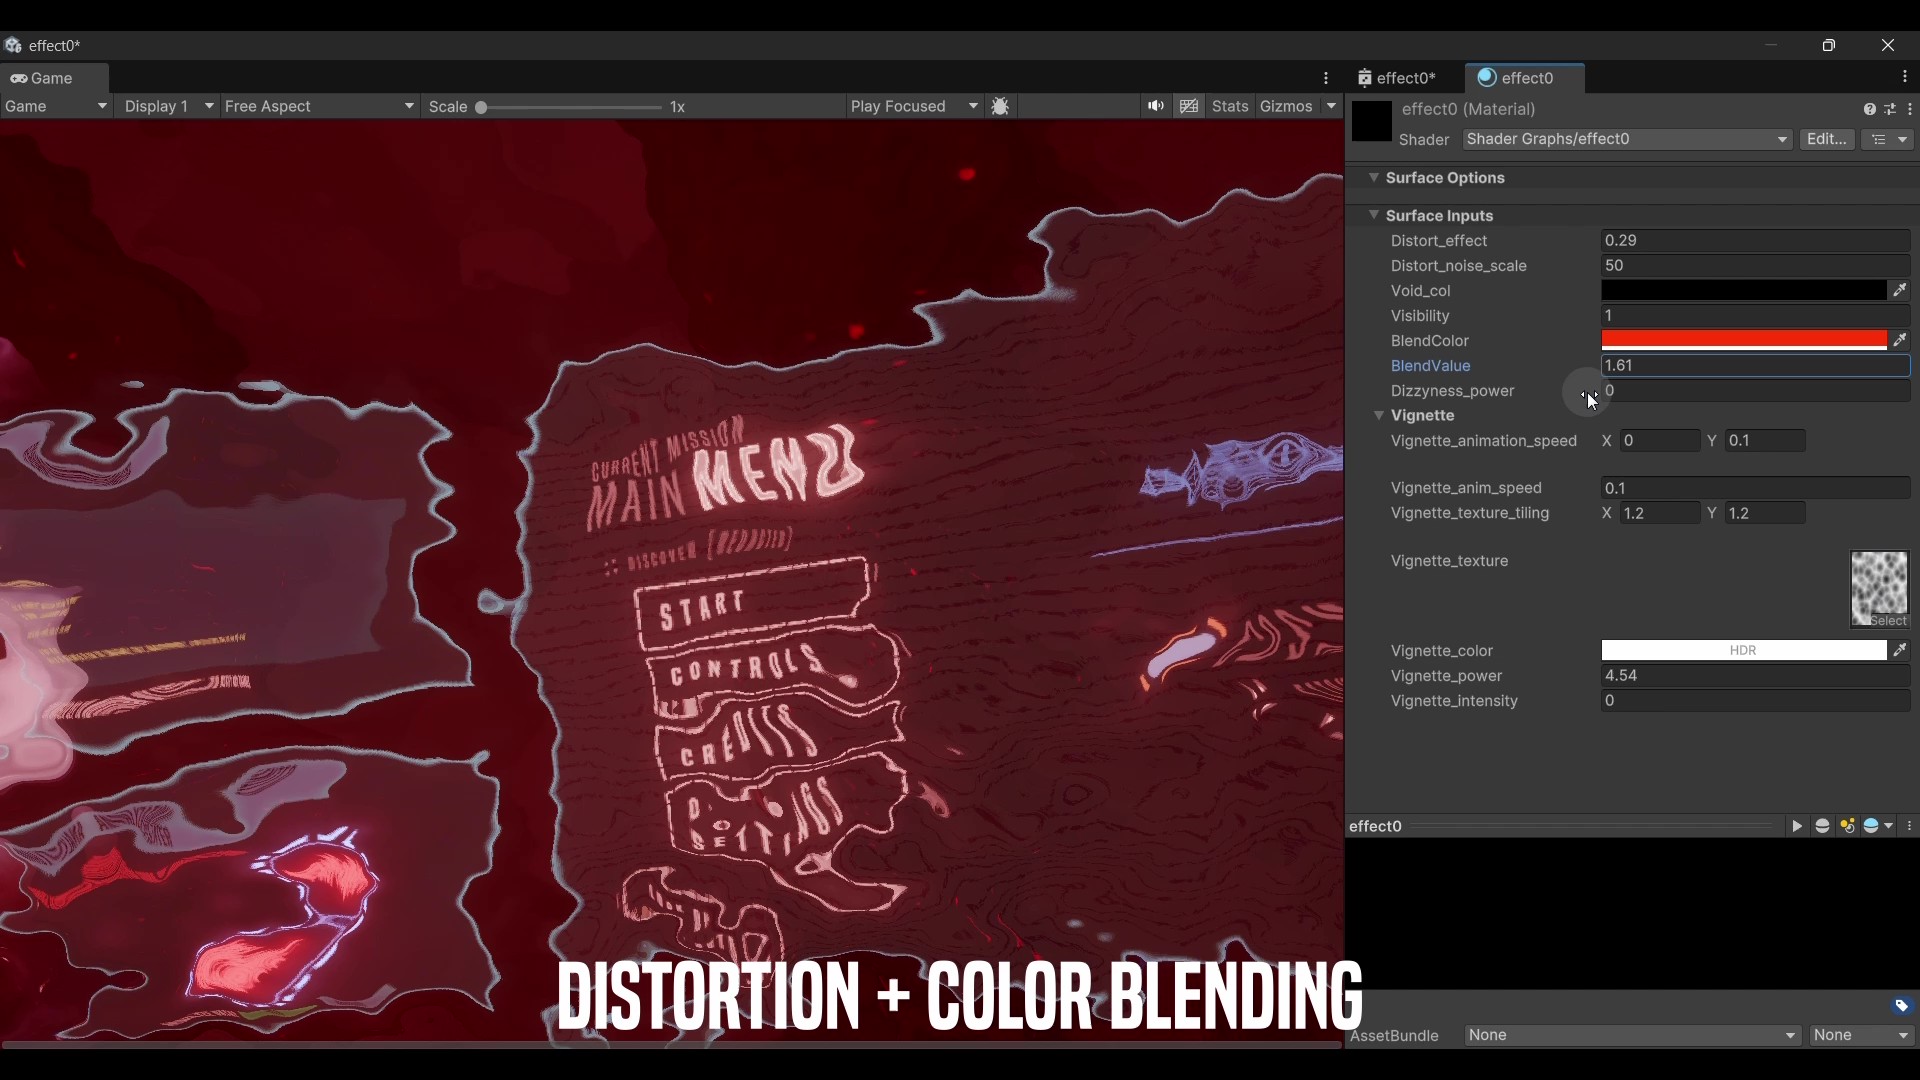 effect0*
Game
Game Display 1 Free Aspect Scale 1x Play Focused Stats Gizmos
CURRENT MISSION
MAIN MENU
:: DISCOVER
START
CONTROLS
CREDITS
SETTINGS
DISTORTION + COLOR BLENDING
effect0* effect0
effect0 (Material)
Shader Shader Graphs/effect0 Edit...
Surface Options
Surface Inputs
Distort_effect 0.29
Distort_noise_scale 50
Void_col
Visibility 1
BlendColor
BlendValue 1.61
Dizzyness_power 0
Vignette
Vignette_animation_speed X 0 Y 0.1
Vignette_anim_speed 0.1
Vignette_texture_tiling X 1.2 Y 1.2
Vignette_texture
Select
Vignette_color HDR
Vignette_power 4.54
Vignette_intensity 0
effect0
AssetBundle None None